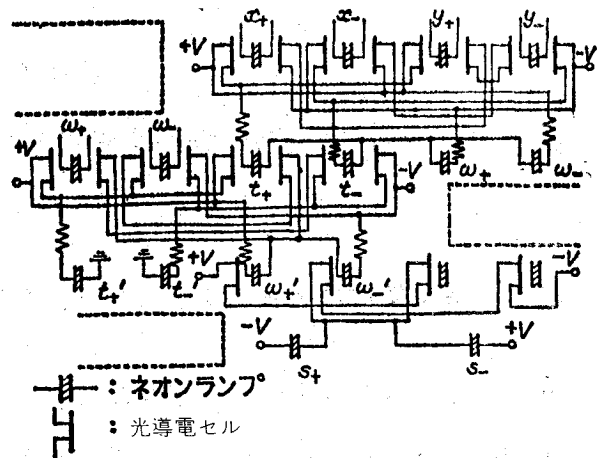 x₊ x₋ y₊ y₋
+V -V
ω₊ ω₋
+V t₊ t₋ -V ω₊ ω₋
t₊' t₋' +V ω₊' ω₋' -V
-V +V
s₊ s₋
: ネオンランプ
: 光導電セル